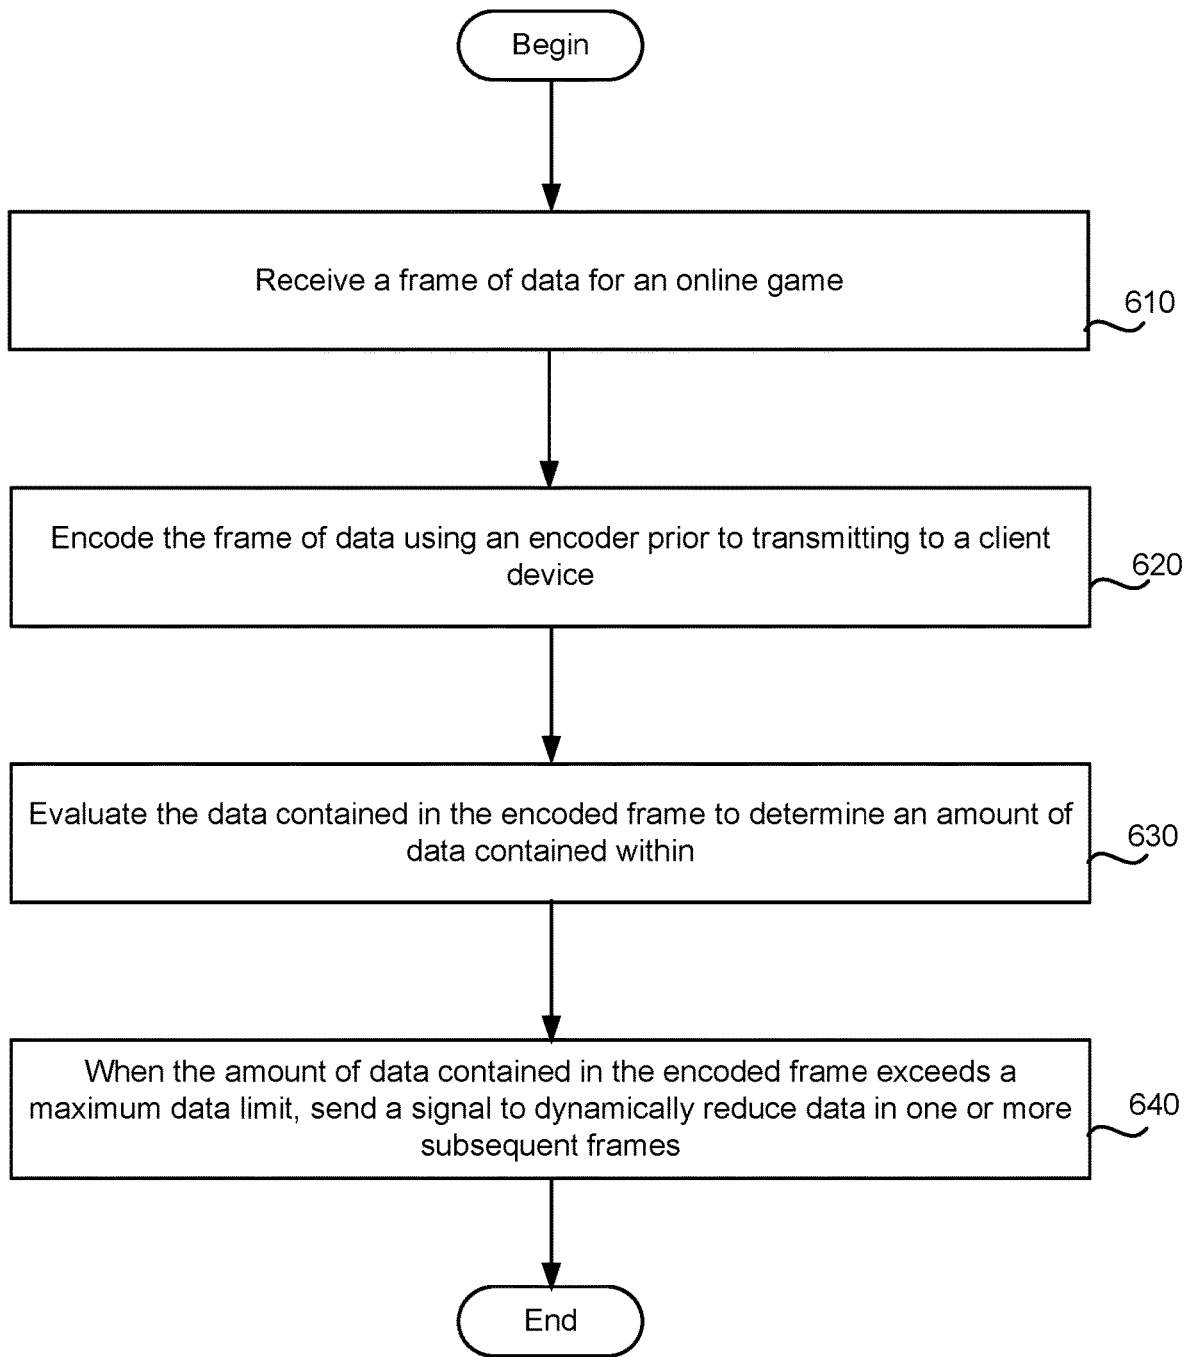 Begin
Receive a frame of data for an online game
610
Encode the frame of data using an encoder prior to transmitting to a client
device
620
Evaluate the data contained in the encoded frame to determine an amount of
data contained within
630
When the amount of data contained in the encoded frame exceeds a
maximum data limit, send a signal to dynamically reduce data in one or more
subsequent frames
640
End